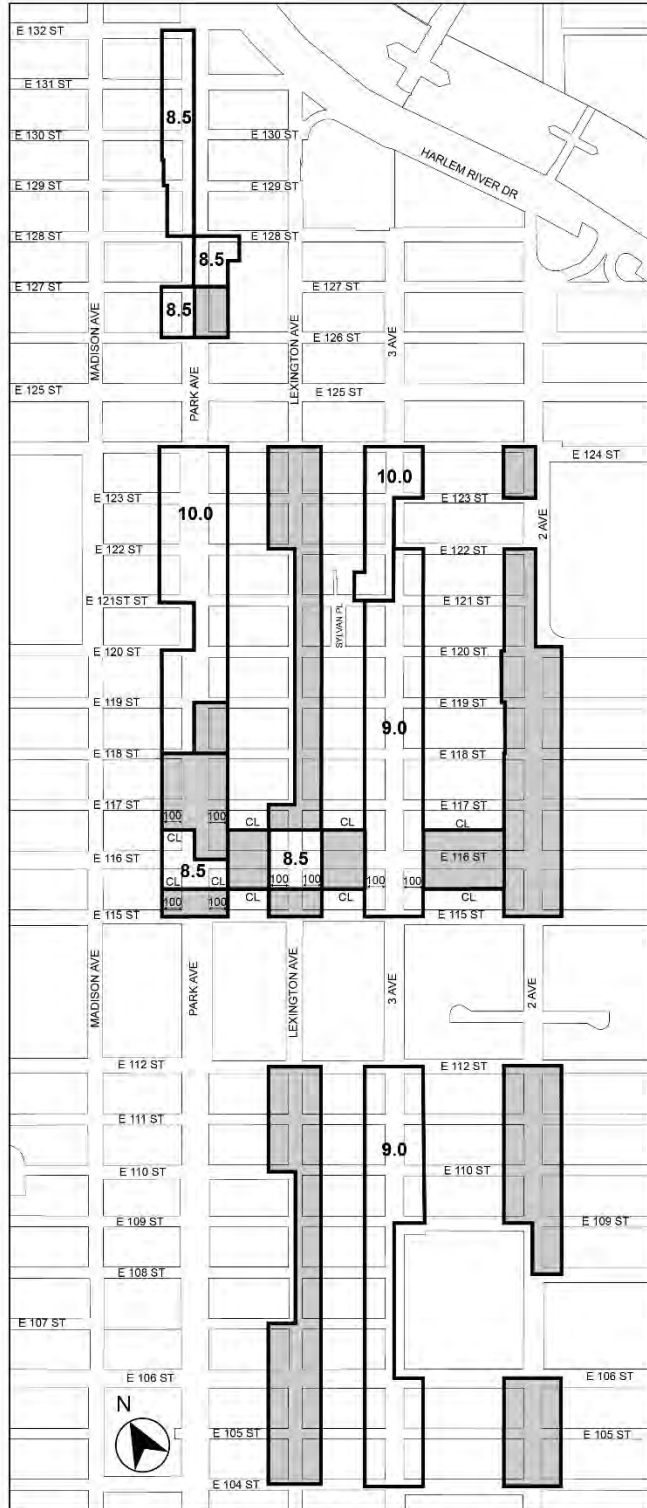 E 132 ST
E 131 ST
8.5
E 130 ST
E 130 ST
HARLEM RIVER DR
E 129 ST
E 129 ST
E 128 ST
E 128 ST
8.5
E 127 ST
E 127 ST
8.5
MADISON AVE
LEXINGTON AVE
3 AVE
E 126 ST
PARK AVE
E 125 ST
E 125 ST
E 124 ST
10.0
E 123 ST
E 123 ST
10.0
2 AVE
E 122 ST
E 122 ST
E 121ST ST
E 121 ST
SYLVAN PL
E 120 ST
E 120 ST
E 119 ST
E 119 ST
9.0
E 118 ST
E 118 ST
E 117 ST
E 117 ST
100
100
CL
CL
CL
CL
E 116 ST
8.5
E 116 ST
8.5
CL
CL
100
100
100
100
100
100
CL
CL
CL
E 115 ST
E 115 ST
MADISON AVE
PARK AVE
LEXINGTON AVE
3 AVE
2 AVE
E 112 ST
E 112 ST
E 111 ST
9.0
E 110 ST
E 110 ST
E 109 ST
E 109 ST
E 108 ST
E 107 ST
E 106 ST
E 106 ST
N
E 105 ST
E 105 ST
E 104 ST